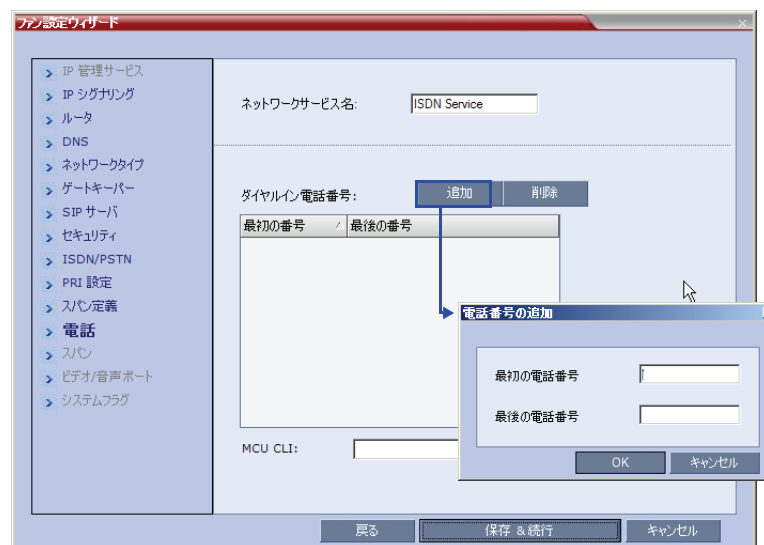 ファン設定ウィザード
IP 管理サービス
IP シグナリング
ルータ
DNS
ネットワークタイプ
ゲートキーパー
SIP サーバ
セキュリティ
ISDN/PSTN
PRI 設定
スパン定義
電話
スパン
ビデオ/音声ポート
システムフラグ
ネットワークサービス名: ISDN Service
ダイヤルイン電話番号: 追加 削除
最初の番号 最後の番号
MCU CLI:
電話番号の追加
最初の電話番号
最後の電話番号
OK キャンセル
戻る 保存 &続行 キャンセル